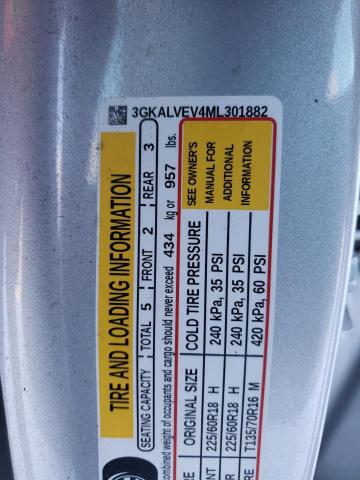 3GKALVEV4ML301882
TIRE AND LOADING INFORMATION
SEATING CAPACITY TOTAL 5 FRONT 2 REAR 3
combined weight of occupants and cargo should never exceed 434 kg or 957 lbs.
ORIGINAL SIZE COLD TIRE PRESSURE
225/60R18 H 240 kPa, 35 PSI
225/60R18 H 240 kPa, 35 PSI
T135/70R16 M 420 kPa, 60 PSI
SEE OWNER'S
MANUAL FOR
ADDITIONAL
INFORMATION